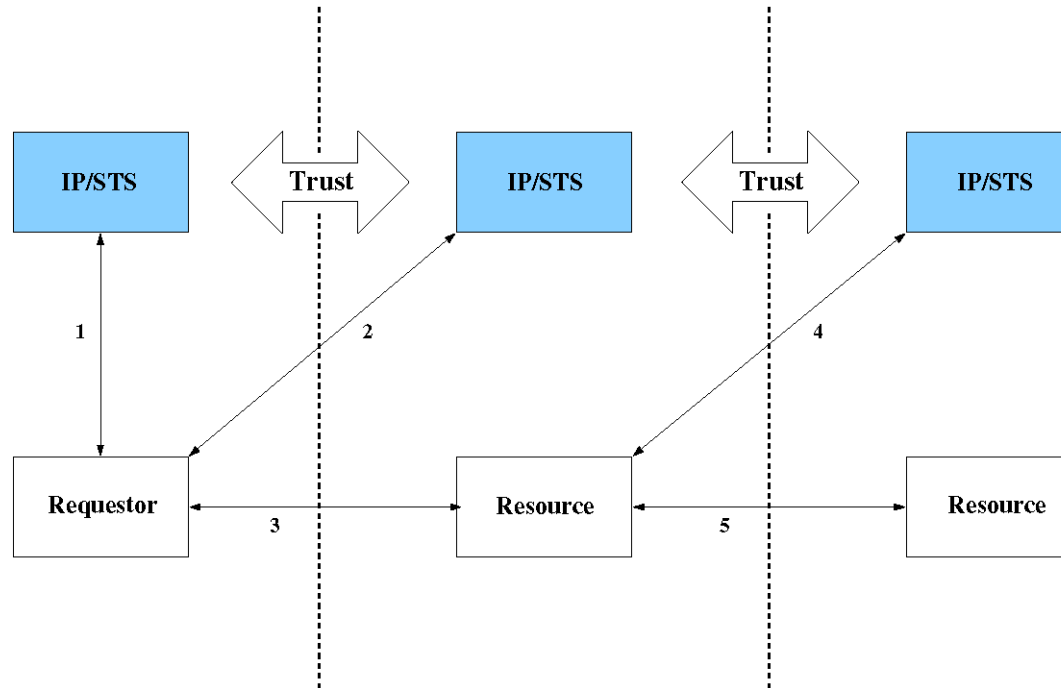 IP/STS
Trust
IP/STS
Trust
IP/STS
1
2
4
Requestor
3
Resource
5
Resource